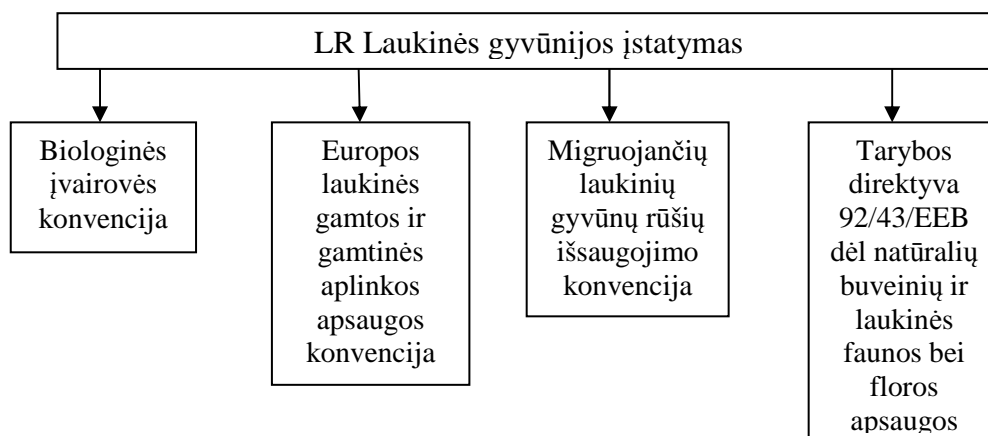 LR Laukinės gyvūnijos įstatymas
Biologinės
įvairovės
konvencija
Europos
laukinės
gamtos ir
gamtinės
aplinkos
apsaugos
konvencija
Migruojančių
laukinių
gyvūnų rūšių
išsaugojimo
konvencija
Tarybos
direktyva
92/43/EEB
dėl natūralių
buveinių ir
laukinės
faunos bei
floros
apsaugos